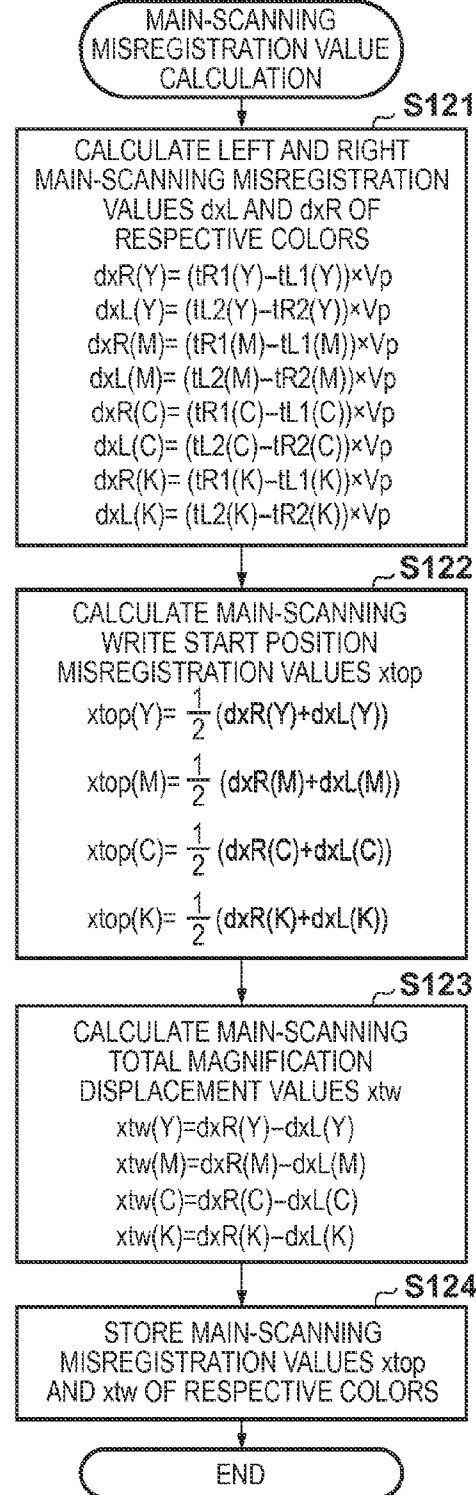 MAIN-SCANNING
MISREGISTRATION VALUE
CALCULATION
S121
CALCULATE LEFT AND RIGHT
MAIN-SCANNING MISREGISTRATION
VALUES dxL AND dxR OF
RESPECTIVE COLORS
dxR(Y)= (tR1(Y)–tL1(Y))×Vp
dxL(Y)= (tL2(Y)–tR2(Y))×Vp
dxR(M)= (tR1(M)–tL1(M))×Vp
dxL(M)= (tL2(M)–tR2(M))×Vp
dxR(C)= (tR1(C)–tL1(C))×Vp
dxL(C)= (tL2(C)–tR2(C))×Vp
dxR(K)= (tR1(K)–tL1(K))×Vp
dxL(K)= (tL2(K)–tR2(K))×Vp
S122
CALCULATE MAIN-SCANNING
WRITE START POSITION
MISREGISTRATION VALUES xtop
xtop(Y)= 1/2 (dxR(Y)+dxL(Y))
xtop(M)= 1/2 (dxR(M)+dxL(M))
xtop(C)= 1/2 (dxR(C)+dxL(C))
xtop(K)= 1/2 (dxR(K)+dxL(K))
S123
CALCULATE MAIN-SCANNING
TOTAL MAGNIFICATION
DISPLACEMENT VALUES xtw
xtw(Y)=dxR(Y)–dxL(Y)
xtw(M)=dxR(M)–dxL(M)
xtw(C)=dxR(C)–dxL(C)
xtw(K)=dxR(K)–dxL(K)
S124
STORE MAIN-SCANNING
MISREGISTRATION VALUES xtop
AND xtw OF RESPECTIVE COLORS
END